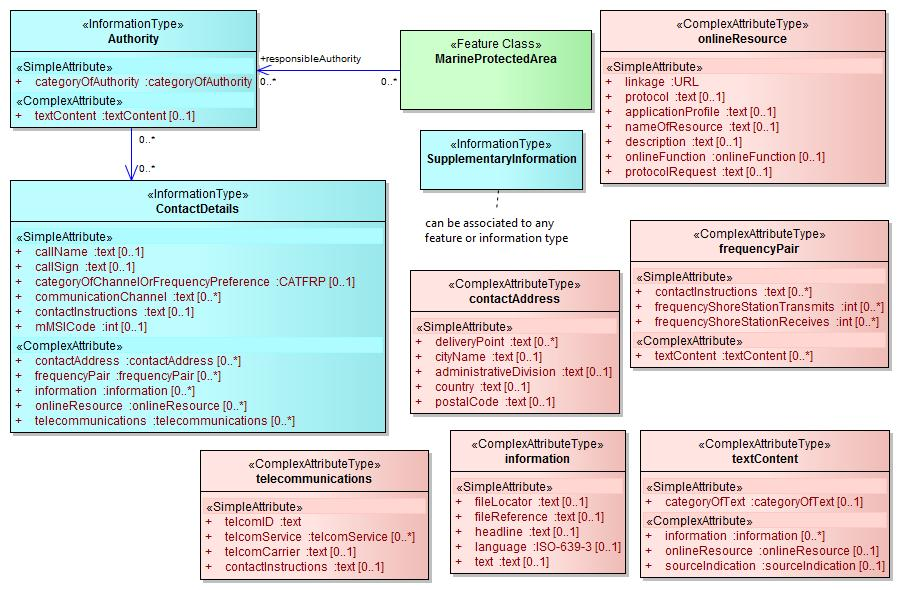 «InformationType»
Authority
«SimpleAttribute»
+ categoryOfAuthority :categoryOfAuthority
«ComplexAttribute»
+ textContent :textContent [0..1]
+responsibleAuthority
0..*
0..*
«Feature Class»
MarineProtectedArea
«ComplexAttributeType»
onlineResource
«SimpleAttribute»
+ linkage :URL
+ protocol :text [0..1]
+ applicationProfile :text [0..1]
+ nameOfResource :text [0..1]
+ description :text [0..1]
+ onlineFunction :onlineFunction [0..1]
+ protocolRequest :text [0..1]
0..*
0..*
«InformationType»
SupplementaryInformation
can be associated to any
feature or information type
«InformationType»
ContactDetails
«SimpleAttribute»
+ callName :text [0..1]
+ callSign :text [0..1]
+ categoryOfChannelOrFrequencyPreference :CATFRP [0..1]
+ communicationChannel :text [0..*]
+ contactInstructions :text [0..1]
+ mMSICode :int [0..1]
«ComplexAttribute»
+ contactAddress :contactAddress [0..*]
+ frequencyPair :frequencyPair [0..*]
+ information :information [0..*]
+ onlineResource :onlineResource [0..*]
+ telecommunications :telecommunications [0..*]
«ComplexAttributeType»
contactAddress
«SimpleAttribute»
+ deliveryPoint :text [0..*]
+ cityName :text [0..1]
+ administrativeDivision :text [0..1]
+ country :text [0..1]
+ postalCode :text [0..1]
«ComplexAttributeType»
frequencyPair
«SimpleAttribute»
+ contactInstructions :text [0..*]
+ frequencyShoreStationTransmits :int [0..*]
+ frequencyShoreStationReceives :int [0..*]
«ComplexAttribute»
+ textContent :textContent [0..*]
«ComplexAttributeType»
telecommunications
«SimpleAttribute»
+ telcomID :text
+ telcomService :telcomService [0..*]
+ telcomCarrier :text [0..1]
+ contactInstructions :text [0..1]
«ComplexAttributeType»
information
«SimpleAttribute»
+ fileLocator :text [0..1]
+ fileReference :text [0..1]
+ headline :text [0..1]
+ language :ISO-639-3 [0..1]
+ text :text [0..1]
«ComplexAttributeType»
textContent
«SimpleAttribute»
+ categoryOfText :categoryOfText [0..1]
«ComplexAttribute»
+ information :information [0..*]
+ onlineResource :onlineResource [0..1]
+ sourceIndication :sourceIndication [0..1]